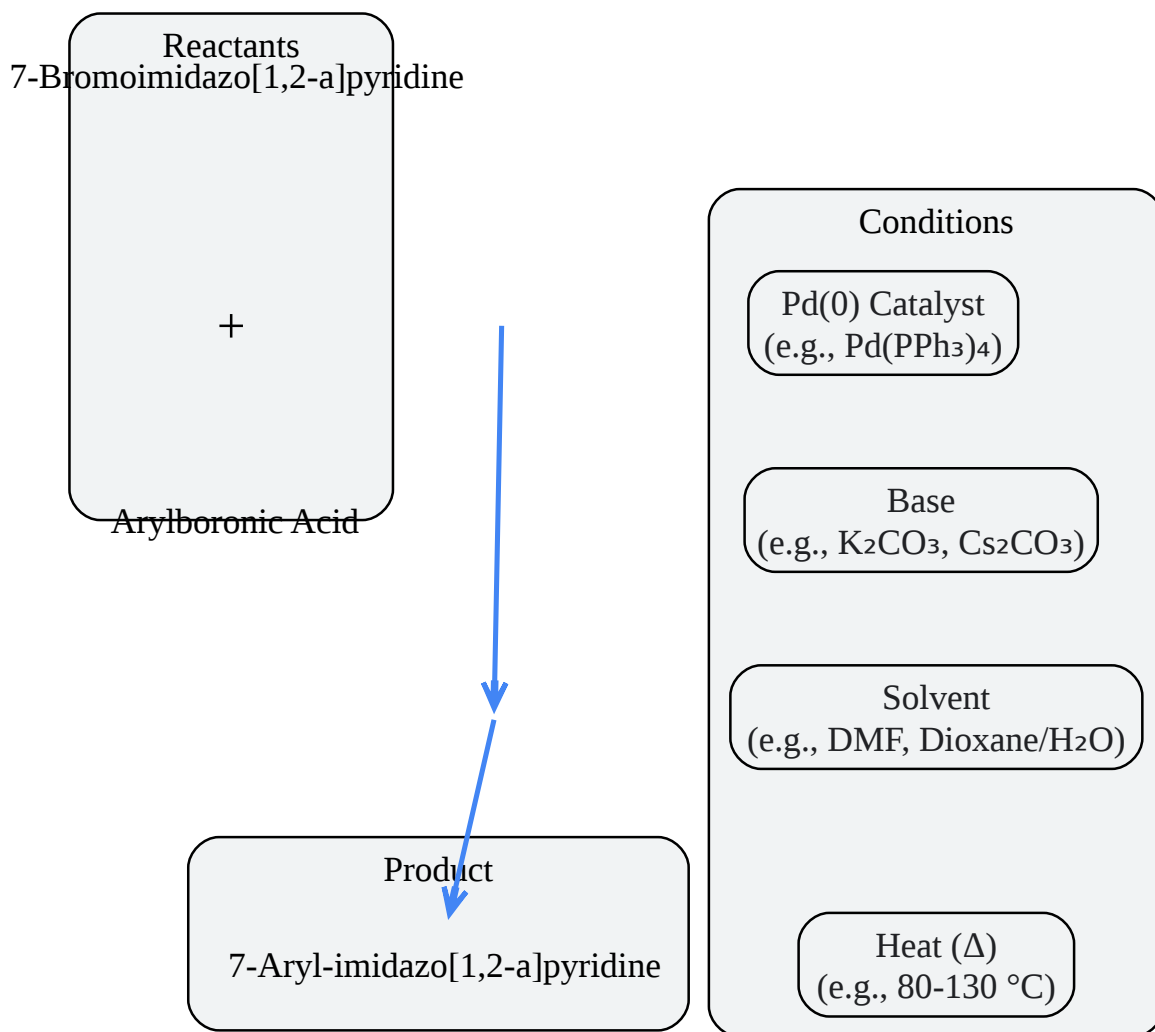 Reactants
7-Bromoimidazo[1,2-a]pyridine
+
Arylboronic Acid
Conditions
Pd(0) Catalyst
(e.g., Pd(PPh₃)₄)
Base
(e.g., K₂CO₃, Cs₂CO₃)
Solvent
(e.g., DMF, Dioxane/H₂O)
Heat (Δ)
(e.g., 80-130 °C)
Product
7-Aryl-imidazo[1,2-a]pyridine